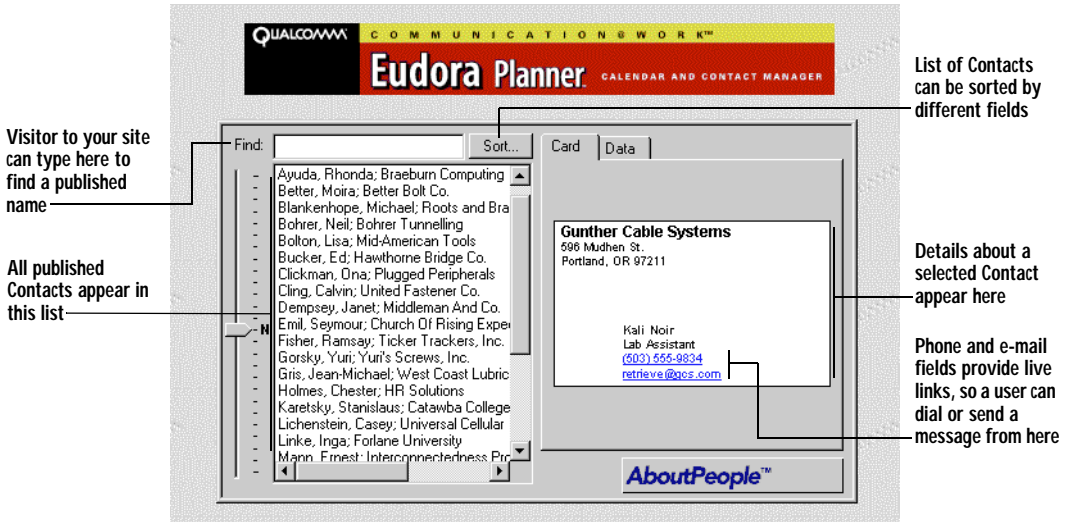 QUALCOMM
COMMUNICATION@WORK™
Eudora Planner
CALENDAR AND CONTACT MANAGER
Visitor to your site
can type here to
find a published
name
All published
Contacts appear in
this list
Find:
Sort...
Ayuda, Rhonda; Braeburn Computing
Better, Moira; Better Bolt Co.
Blankenhope, Michael; Roots and Bra
Bohrer, Neil; Bohrer Tunnelling
Bolton, Lisa; Mid-American Tools
Bucker, Ed; Hawthorne Bridge Co.
Clickman, Ona; Plugged Peripherals
Cling, Calvin; United Fastener Co.
Dempsey, Janet; Middleman And Co.
Emil, Seymour; Church Of Rising Expe
Fisher, Ramsay; Ticker Trackers, Inc.
Gorsky, Yuri; Yuri's Screws, Inc.
Gris, Jean-Michael; West Coast Lubric
Holmes, Chester; HR Solutions
Karetsky, Stanislaus; Catawba College
Lichenstein, Casey; Universal Cellular
Linke, Inga; Forlane University
Mann, Ernest; Interconnectedness Pro
N
Card
Data
Gunther Cable Systems
596 Mudhen St.
Portland, OR 97211
Kali Noir
Lab Assistant
(503) 555-9834
retrieve@gcs.com
AboutPeople™
List of Contacts
can be sorted by
different fields
Details about a
selected Contact
appear here
Phone and e-mail
fields provide live
links, so a user can
dial or send a
message from here